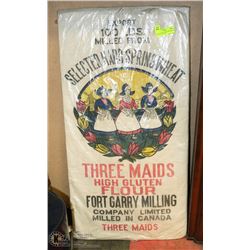 EXPORT
100 LBS.
MILLED FROM
SELECTED HARD SPRING WHEAT
THREE MAIDS
HIGH GLUTEN
FLOUR
FORT GARRY MILLING
COMPANY LIMITED
MILLED IN CANADA
THREE MAIDS